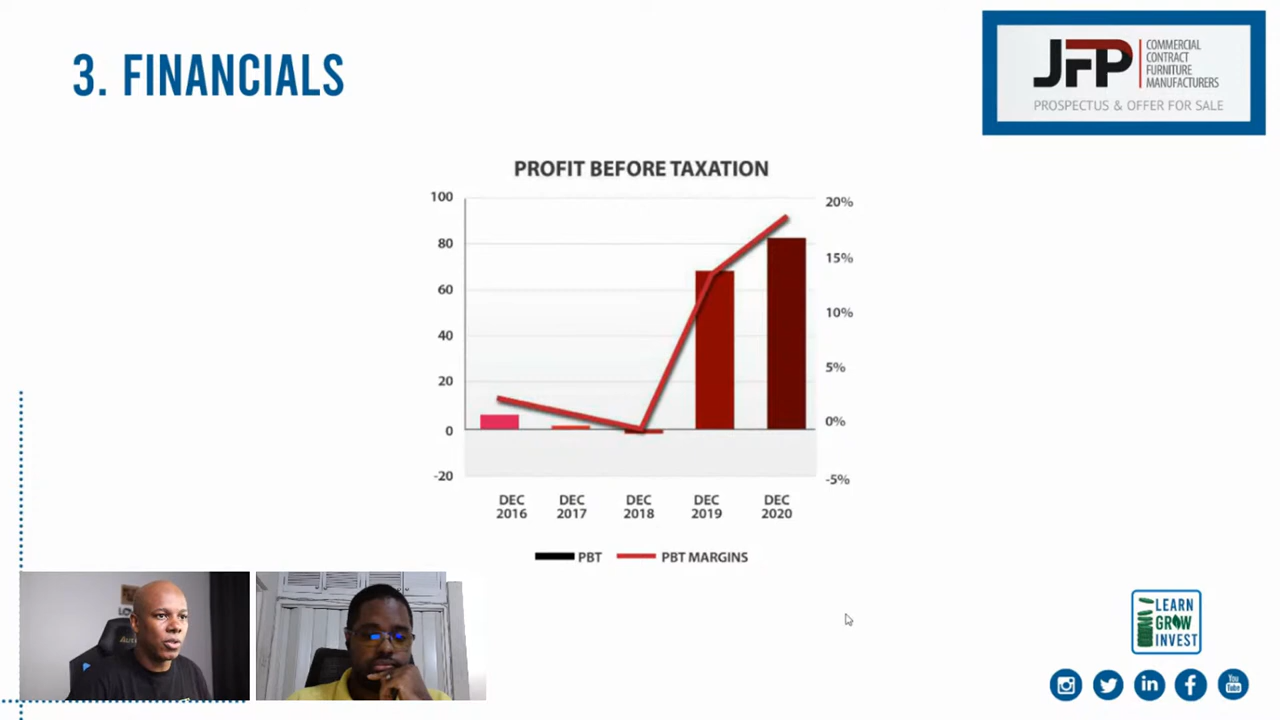 3. FINANCIALS
JFP
COMMERCIAL
CONTRACT
FURNITURE
MANUFACTURERS
PROSPECTUS & OFFER FOR SALE
PROFIT BEFORE TAXATION
100
80
60
40
20
0
-20
20%
15%
10%
5%
0%
-5%
DEC 2016
DEC 2017
DEC 2018
DEC 2019
DEC 2020
PBT
PBT MARGINS
LEARN
GROW
INVEST
You
Tube